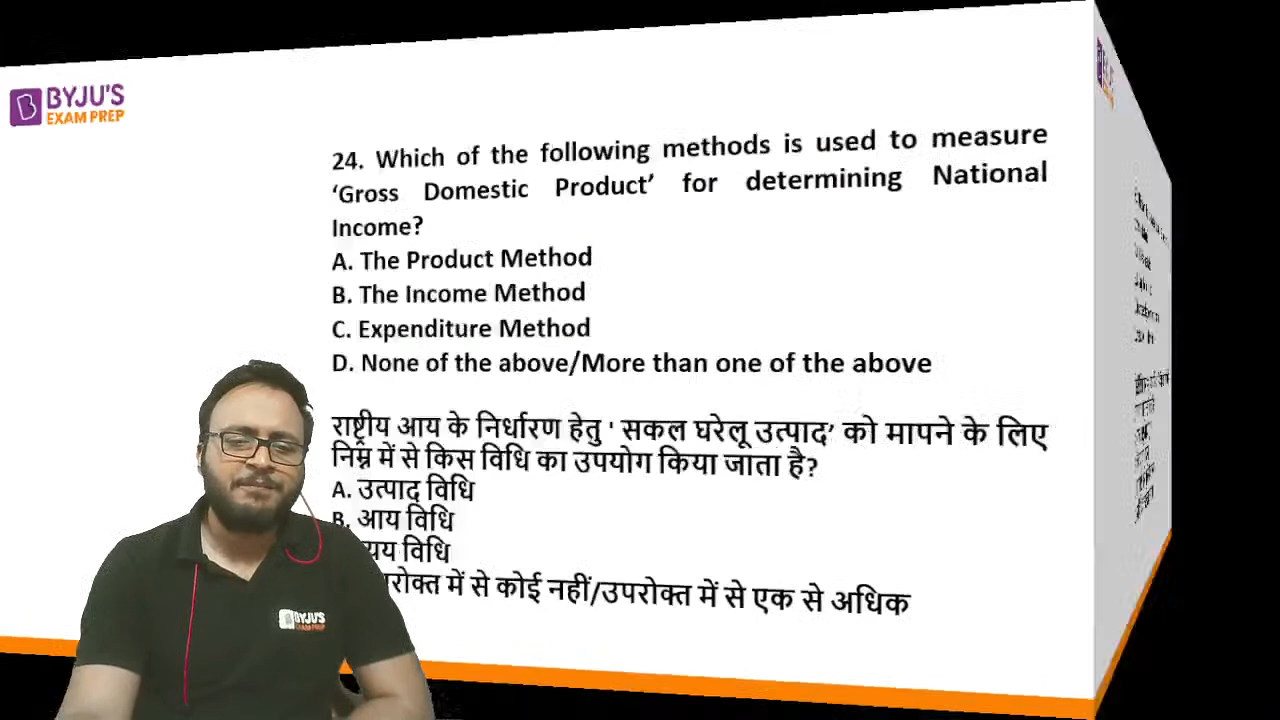 BYJU'S
EXAM PREP
24. Which of the following methods is used to measure
‘Gross Domestic Product’ for determining National
Income?
A. The Product Method
B. The Income Method
C. Expenditure Method
D. None of the above/More than one of the above
राष्ट्रीय आय के निर्धारण हेतु ' सकल घरेलू उत्पाद’ को मापने के लिए
निम्न में से किस विधि का उपयोग किया जाता है?
A. उत्पाद विधि
B. आय विधि
विधि
में से कोई नहीं/उपरोक्त में से एक से अधिक
BYJU'S
EXAM PREP